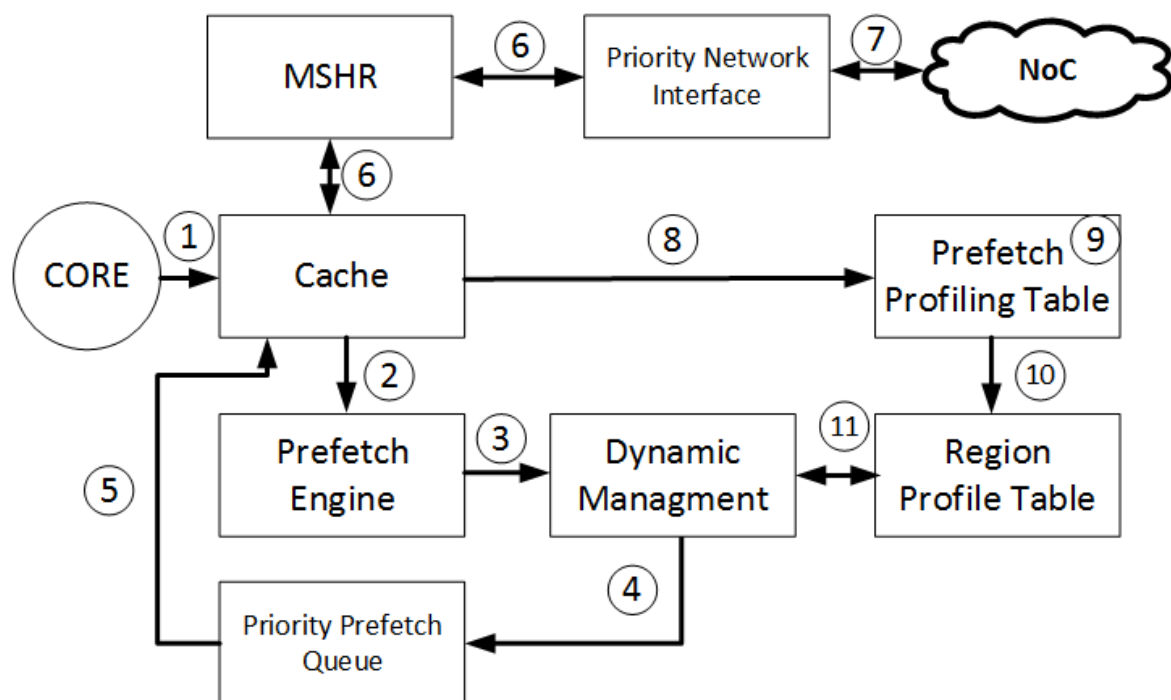 MSHR
6
Priority Network
Interface
7
NoC
6
CORE
1
Cache
8
Prefetch
Profiling Table
9
2
10
Prefetch
Engine
3
Dynamic
Managment
11
Region
Profile Table
5
4
Priority Prefetch
Queue